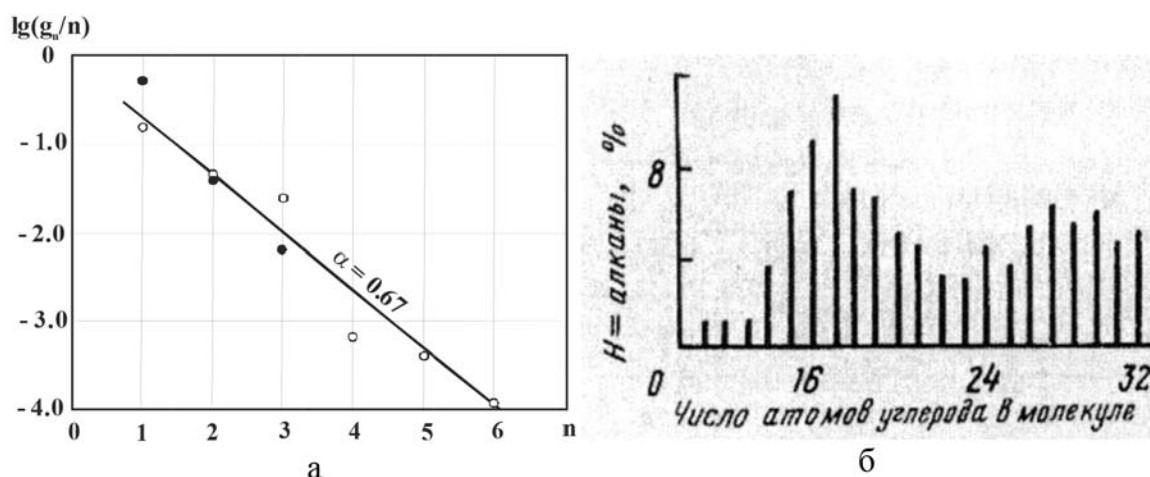 lg(gₙ/n)
0
- 1.0
- 2.0
- 3.0
- 4.0
α = 0.67
0 1 2 3 4 5 6 n
а
Н = алканы, %
8
0
16 24 32
Число атомов углерода в молекуле
б